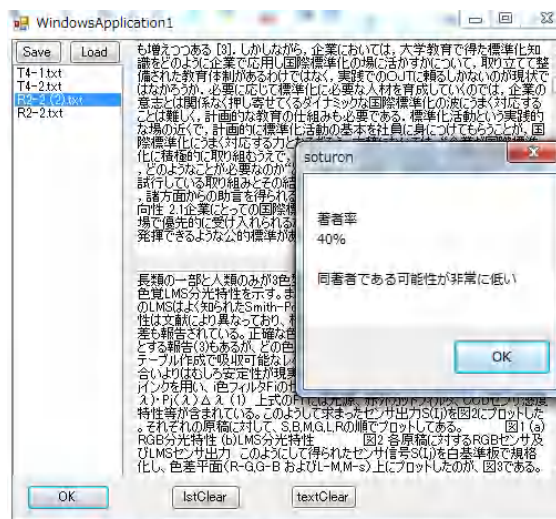 WindowsApplication1
Save Load
T4-1.txt
T4-2.txt
R2-2_(2).txt
R2-2.txt
も増えつつある [3]. しかしながら, 企業においては, 大学教育で得た標準化知
識をどのように企業で応用し国際標準化の場に活かすかについて, 取り立てて整
備された教育体制があるわけではなく, 実践でのOJTに頼るしかないのが現状で
はなかろうか. 必要に応じて標準化に必要な人材を育成していくのでは, 企業の
意志とは関係なく押し寄せてくるダイナミックな国際標準化の波にうまく対応する
ことは難しく, 計画的な教育の仕組みも必要である. 標準化活動という実践的
な場の近くで, 計画的に標準化活動の基本を社員に身につけてもらうことが, 国
際標準化にうまく対応する力と
化に積極的に取り組むうえで,
, どのようなことが必要なのか
試行している取り組みとその結
, 諸方面からの助言を得られる
向性 2.1企業にとっての国際標
場で優先的に受け入れられる
発揮できるような公的標準があ
soturon
著者率
40%
同著者である可能性が非常に低い
OK
長類の一部と人類のみが3色
色覚LMS分光特性を示す. ま
のLMSはよく知られたSmith-Po
性は文献により異なっており,
差も報告されている. 正確な色
とする報告(3)もあるが, どの色
テーブル作成で吸収可能なし
合いよりはむしろ安定性が現実
jインクを用い, i色フィルタFiの
λ)・Pj(λ)Δλ (1) 上式の
特性等が含まれている. このようにして求まったセンサ出力S(i,j)を図2にプロットした
. それぞれの原稿に対して, S,B,M,G,L,Rの順でプロットしてある. 図1 (a)
RGB分光特性 (b)LMS分光特性 図2 各原稿に対するRGBセンサ及
びLMSセンサ出力 このようにして得られたセンサ信号S(i,j)を白基準板で規格
化し, 色差平面(R-G,G-B およびL-M,M-s)上にプロットしたのが, 図3である.
OK lstClear textClear